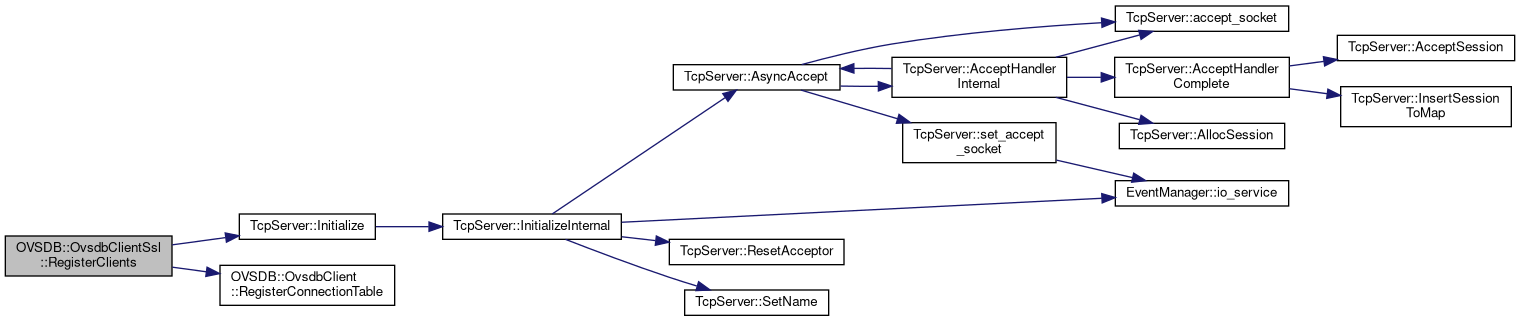 OVSDB::OvsdbClientSsl
::RegisterClients
TcpServer::Initialize
OVSDB::OvsdbClient
::RegisterConnectionTable
TcpServer::InitializeInternal
TcpServer::AsyncAccept
TcpServer::accept_socket
TcpServer::AcceptHandler
Internal
TcpServer::AcceptHandler
Complete
TcpServer::AcceptSession
TcpServer::InsertSession
ToMap
TcpServer::AllocSession
TcpServer::set_accept
_socket
EventManager::io_service
TcpServer::ResetAcceptor
TcpServer::SetName